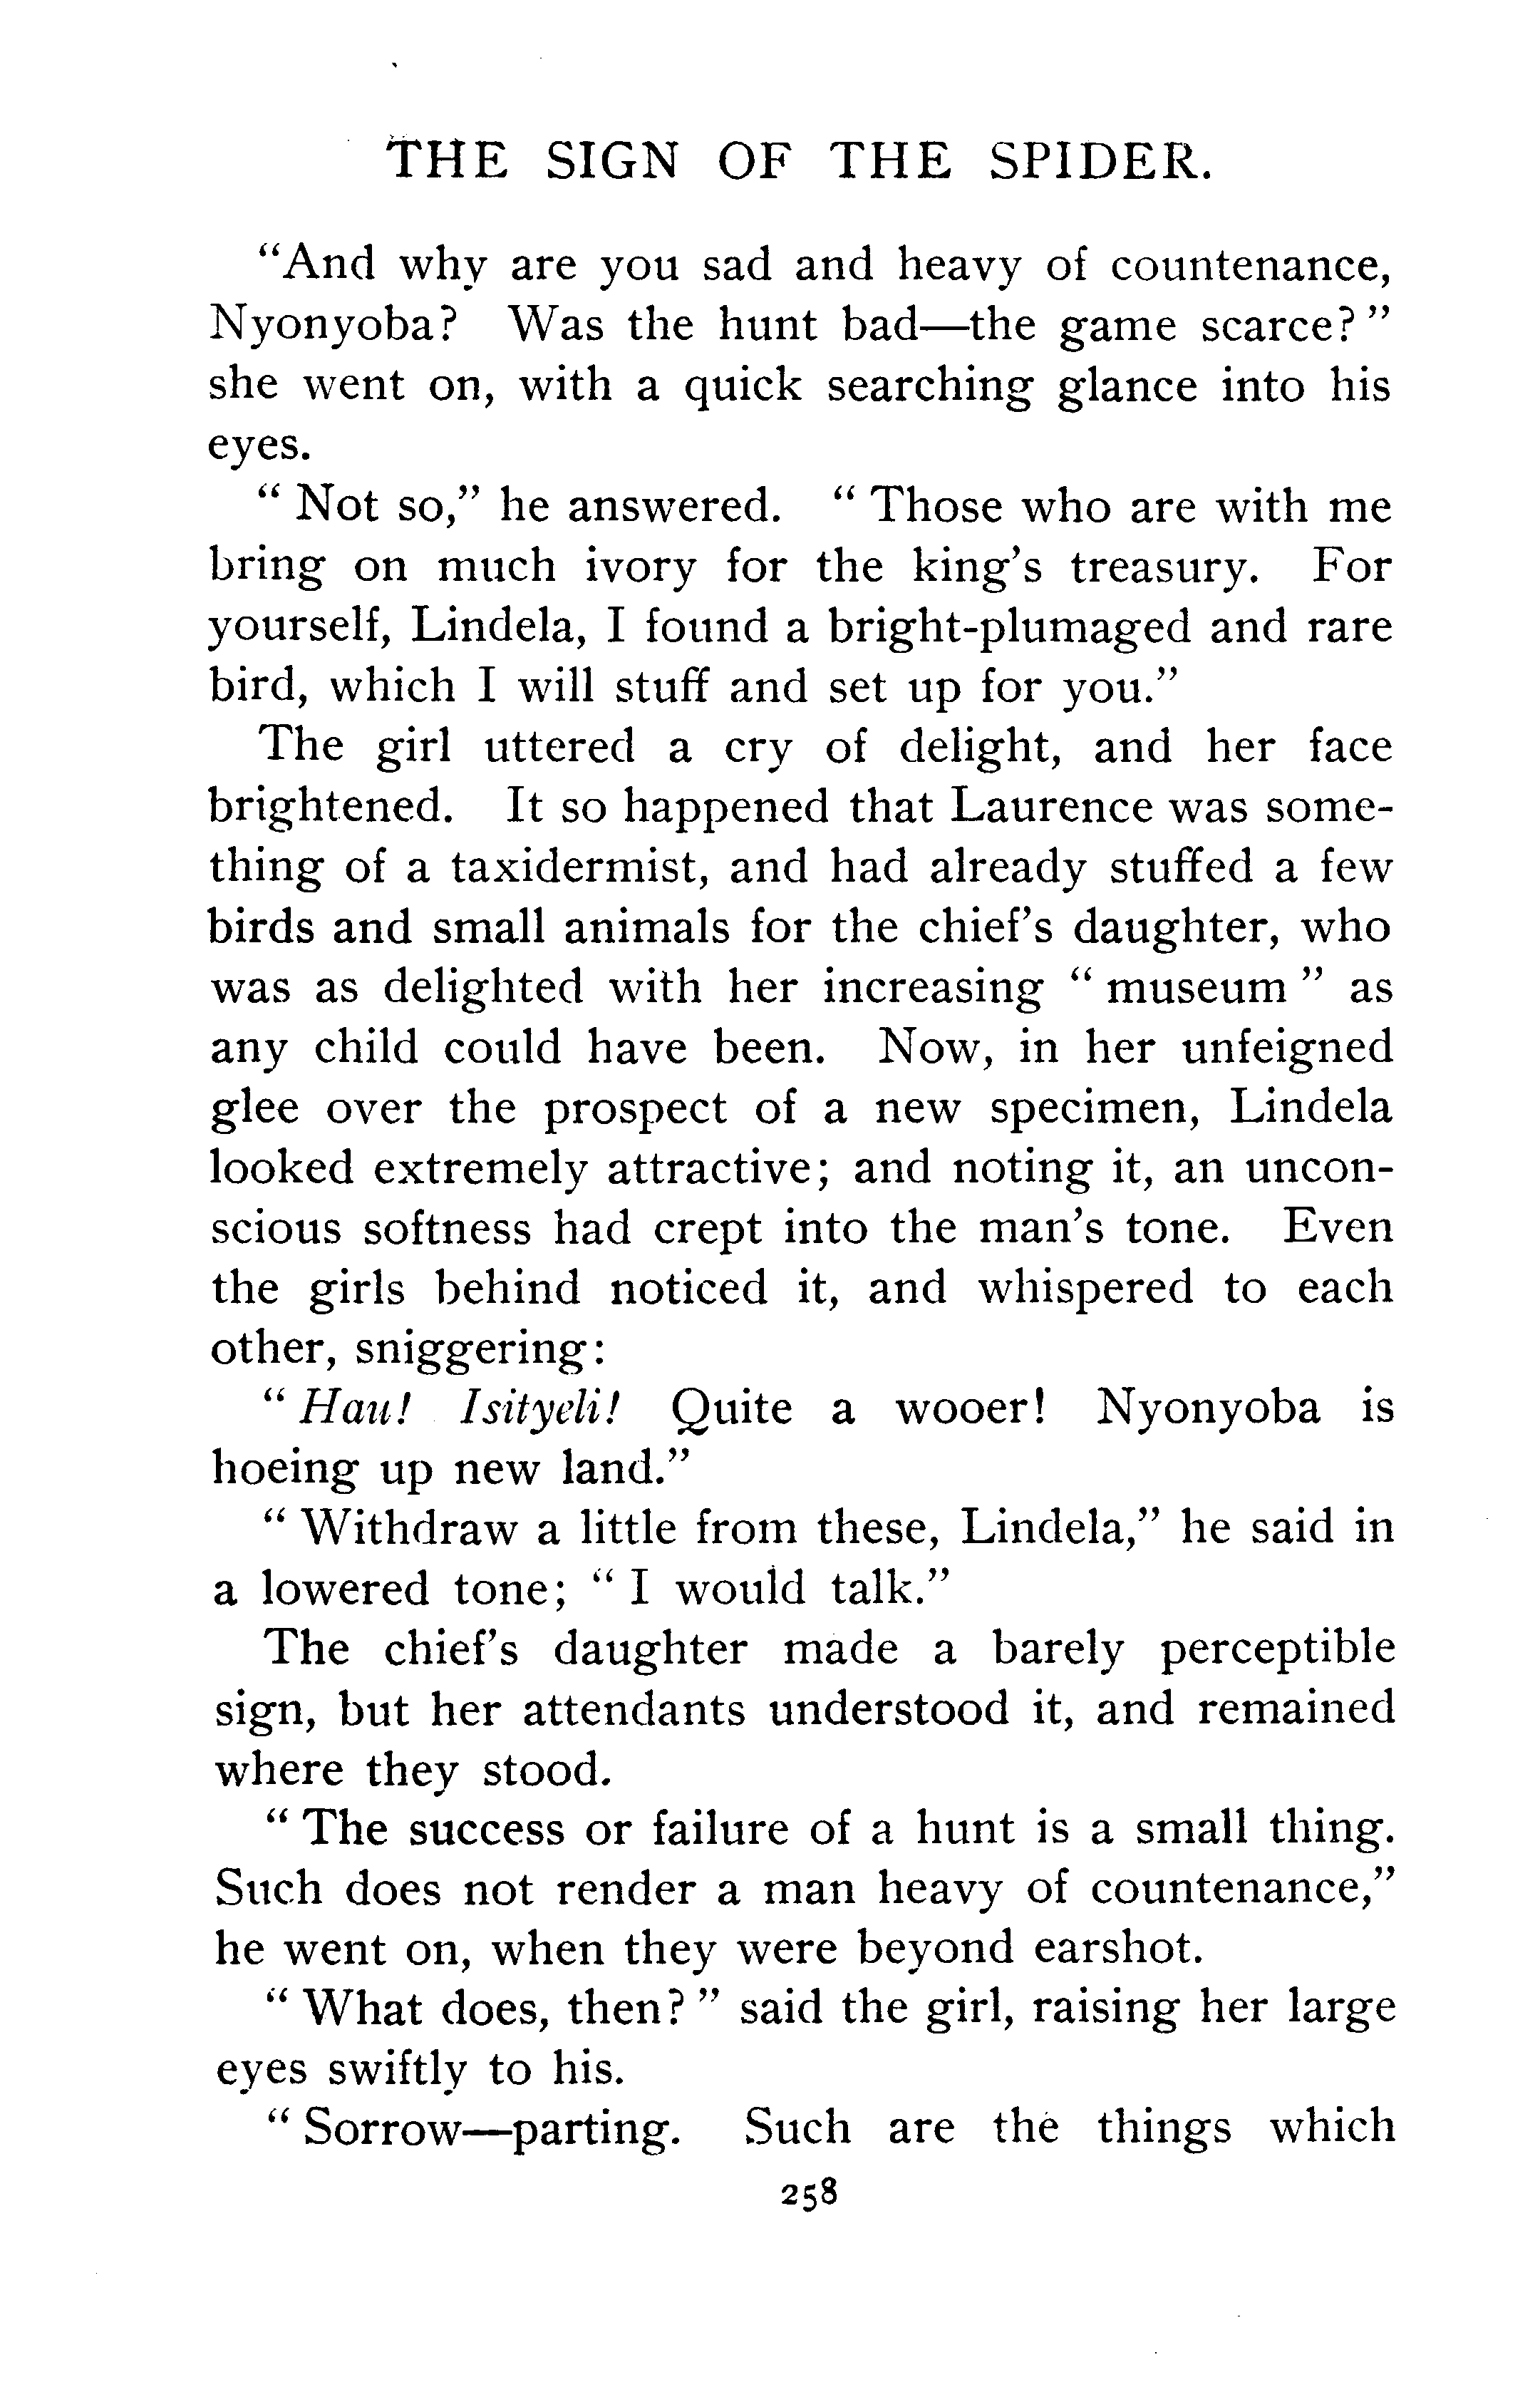 THE SIGN OF THE SPIDER.
“And why are you sad and heavy of countenance,
Nyonyoba? Was the hunt bad—the game scarce?”
she went on, with a quick searching glance into his
eyes.
“Not so,” he answered. “Those who are with me
bring on much ivory for the king’s treasury. For
yourself, Lindela, I found a bright-plumaged and rare
bird, which I will stuff and set up for you.”
The girl uttered a cry of delight, and her face
brightened. It so happened that Laurence was some-
thing of a taxidermist, and had already stuffed a few
birds and small animals for the chief’s daughter, who
was as delighted with her increasing “museum” as
any child could have been. Now, in her unfeigned
glee over the prospect of a new specimen, Lindela
looked extremely attractive; and noting it, an uncon-
scious softness had crept into the man’s tone. Even
the girls behind noticed it, and whispered to each
other, sniggering:
“Hau! Isityeli! Quite a wooer! Nyonyoba is
hoeing up new land.”
“Withdraw a little from these, Lindela,” he said in
a lowered tone; “I would talk.”
The chief’s daughter made a barely perceptible
sign, but her attendants understood it, and remained
where they stood.
“The success or failure of a hunt is a small thing.
Such does not render a man heavy of countenance,”
he went on, when they were beyond earshot.
“What does, then?” said the girl, raising her large
eyes swiftly to his.
“Sorrow—parting. Such are the things which
258